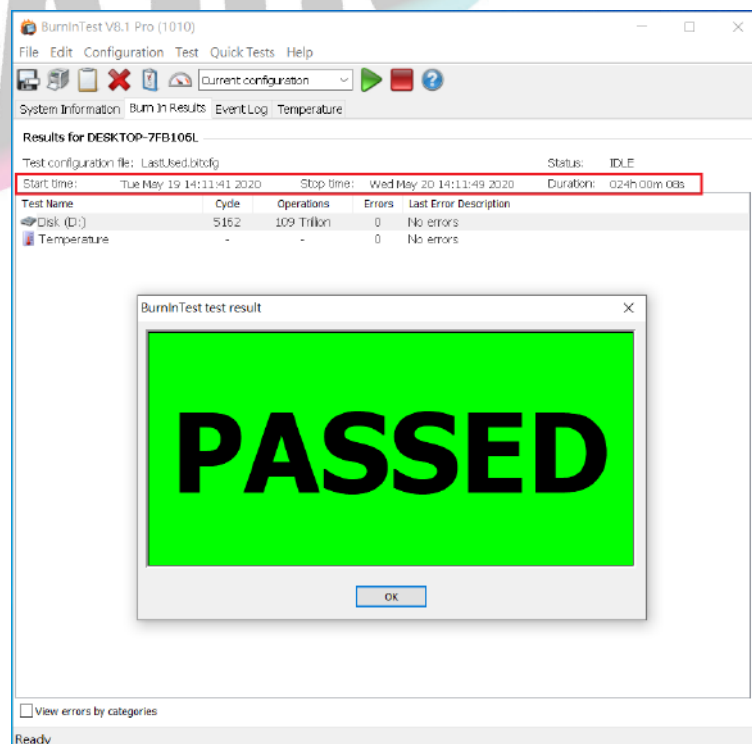 BurnInTest V8.1 Pro (1010)
File Edit Configuration Test Quick Tests Help
Current configuration
System Information Burn In Results Event Log Temperature
Results for DESKTOP-7FB106L
Test configuration file: LastUsed.bitcfg Status: IDLE
Start time: Tue May 19 14:11:41 2020 Stop time: Wed May 20 14:11:49 2020 Duration: 024h 00m 08s
Test Name Cycle Operations Errors Last Error Description
Disk (D:) 5162 109 Trillion 0 No errors
Temperature - - 0 No errors
BurnInTest test result
PASSED
OK
View errors by categories
Ready